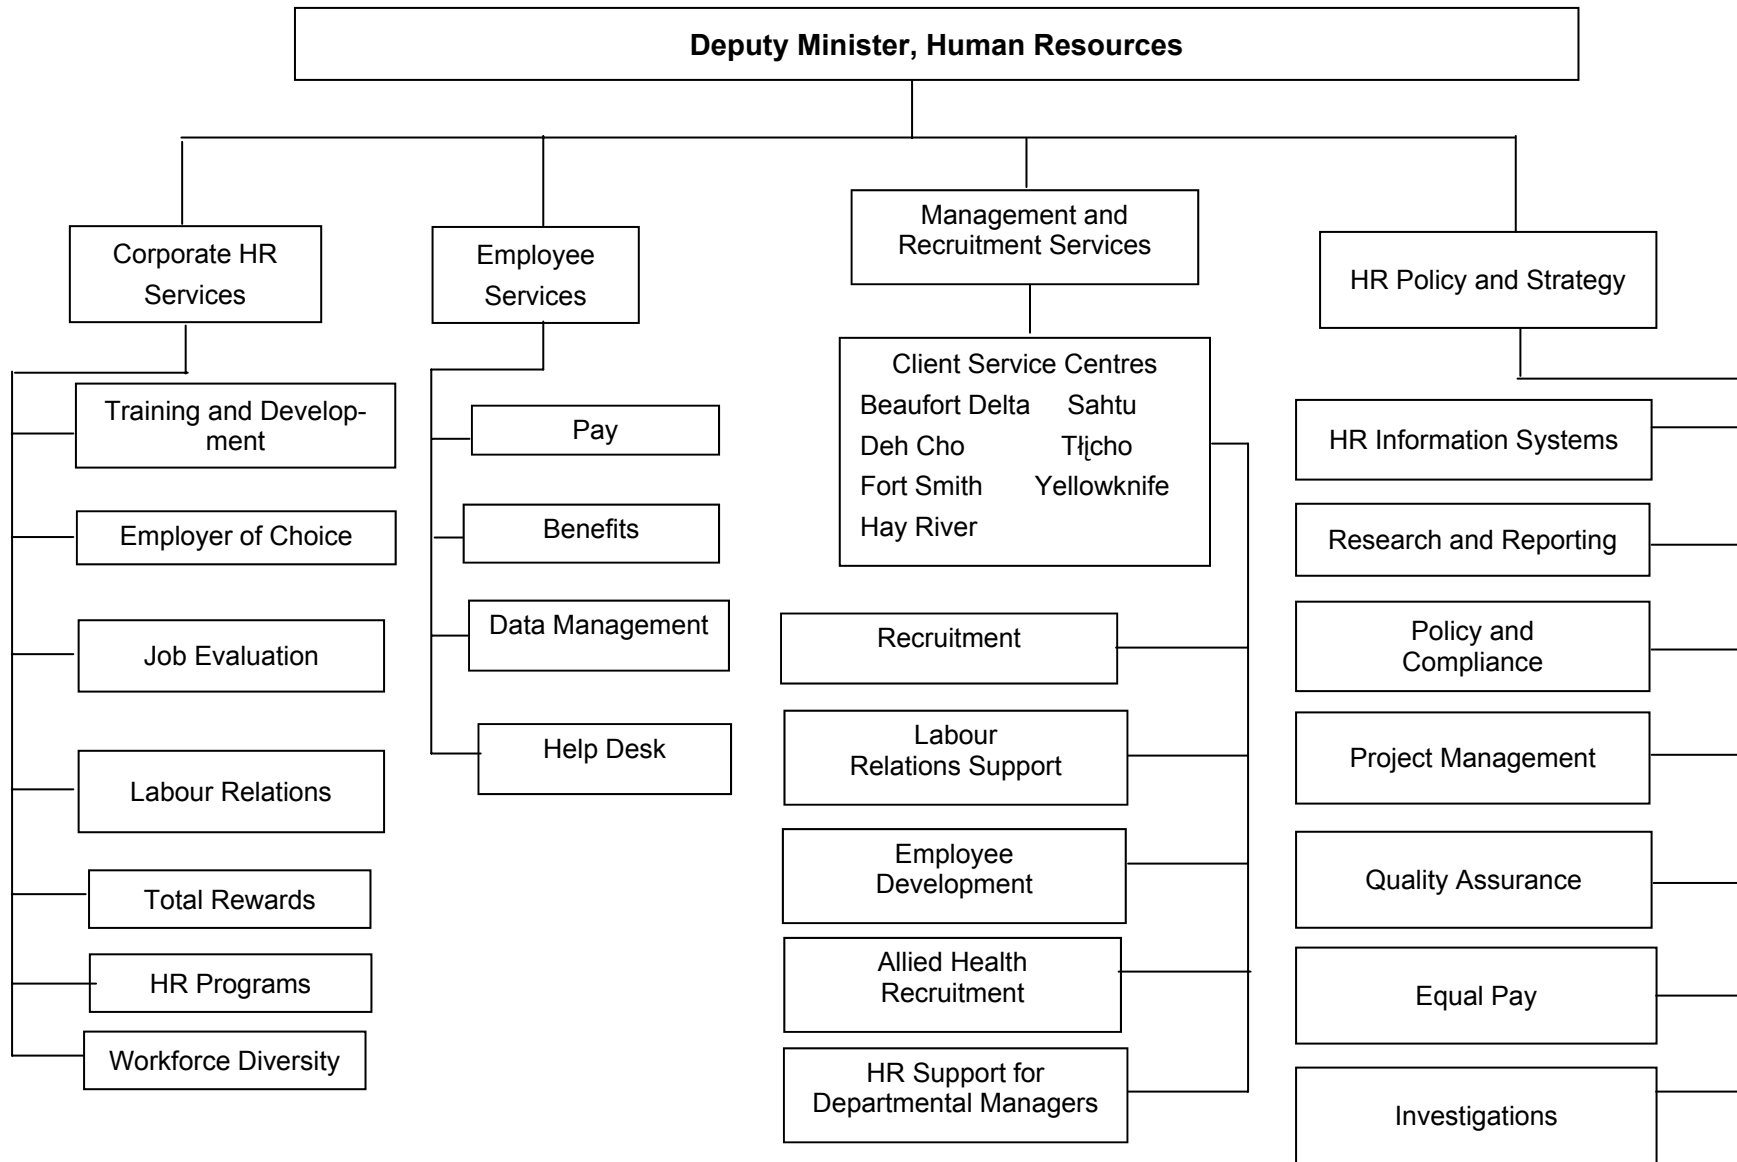 Deputy Minister, Human Resources
Corporate HR
Services
Training and Develop-
ment
Employer of Choice
Job Evaluation
Labour Relations
Total Rewards
HR Programs
Workforce Diversity
Employee
Services
Pay
Benefits
Data Management
Help Desk
Management and
Recruitment Services
Client Service Centres
Beaufort Delta Sahtu
Deh Cho Tłįcho
Fort Smith Yellowknife
Hay River
Recruitment
Labour
Relations Support
Employee
Development
Allied Health
Recruitment
HR Support for
Departmental Managers
HR Policy and Strategy
HR Information Systems
Research and Reporting
Policy and
Compliance
Project Management
Quality Assurance
Equal Pay
Investigations